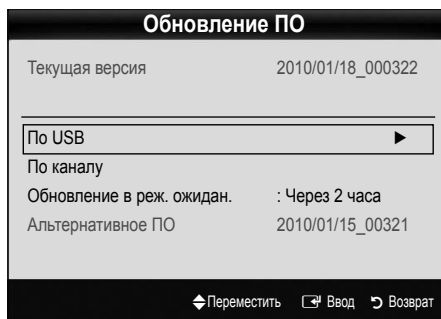 Обновление ПО
Текущая версия 2010/01/18_000322
По USB ►
По каналу
Обновление в реж. ожидан. : Через 2 часа
Альтернативное ПО 2010/01/15_00321
Переместить Ввод Возврат